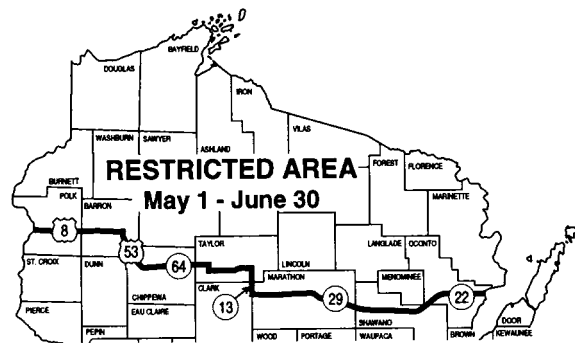 BAYFIELD
DOUGLAS
IRON
VILAS
WASHBURN
SAWYER
ASHLAND
FOREST
FLORENCE
RESTRICTED AREA
BURNETT
MARINETTE
POLK
BARRON
May 1 - June 30
8
53
TAYLOR
LANGLADE
OCONTO
ST. CROIX
DUNN
64
LINCOLN
MARATHON
MENOMINEE
CLARK
29
22
CHIPPEWA
13
PIERCE
EAU CLAIRE
SHAWANO
DOOR
PEPIN
WOOD
PORTAGE
WAUPACA
BROWN
KEWAUNEE